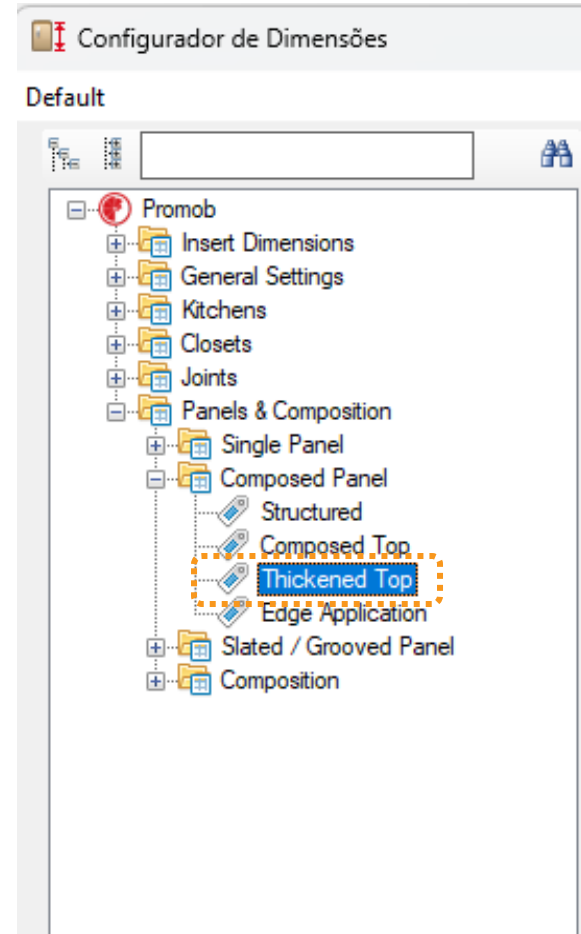 Configurador de Dimensões
Default
Promob
Insert Dimensions
General Settings
Kitchens
Closets
Joints
Panels & Composition
Single Panel
Composed Panel
Structured
Composed Top
Thickened Top
Edge Application
Slated / Grooved Panel
Composition